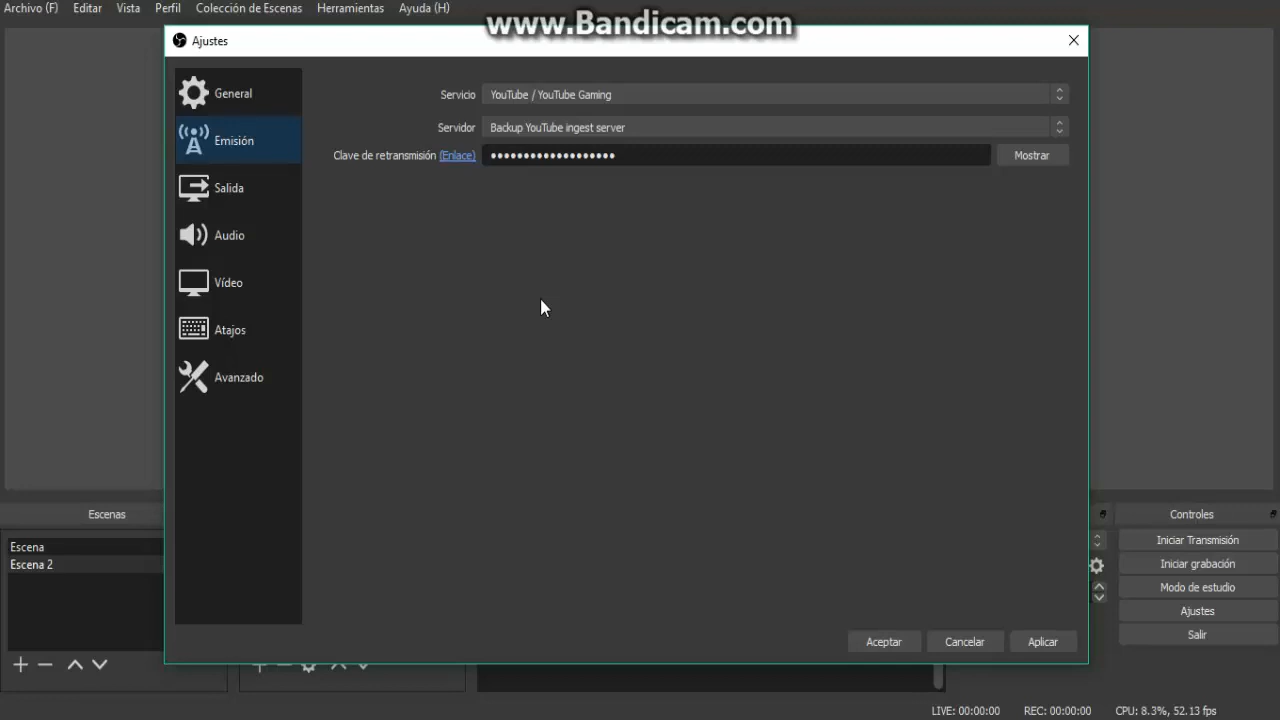 Archivo (F) Editar Vista Perfil Colección de Escenas Herramientas Ayuda (H)
www.Bandicam.com
Ajustes
General
Emisión
Salida
Audio
Vídeo
Atajos
Avanzado
Servicio YouTube / YouTube Gaming
Servidor Backup YouTube ingest server
Clave de retransmisión (Enlace) ●●●●●●●●●●●●●●●●●●● Mostrar
Aceptar Cancelar Aplicar
Escenas
Escena
Escena 2
Controles
Iniciar Transmisión
Iniciar grabación
Modo de estudio
Ajustes
Salir
LIVE: 00:00:00 REC: 00:00:00 CPU: 8.3%, 52.13 fps